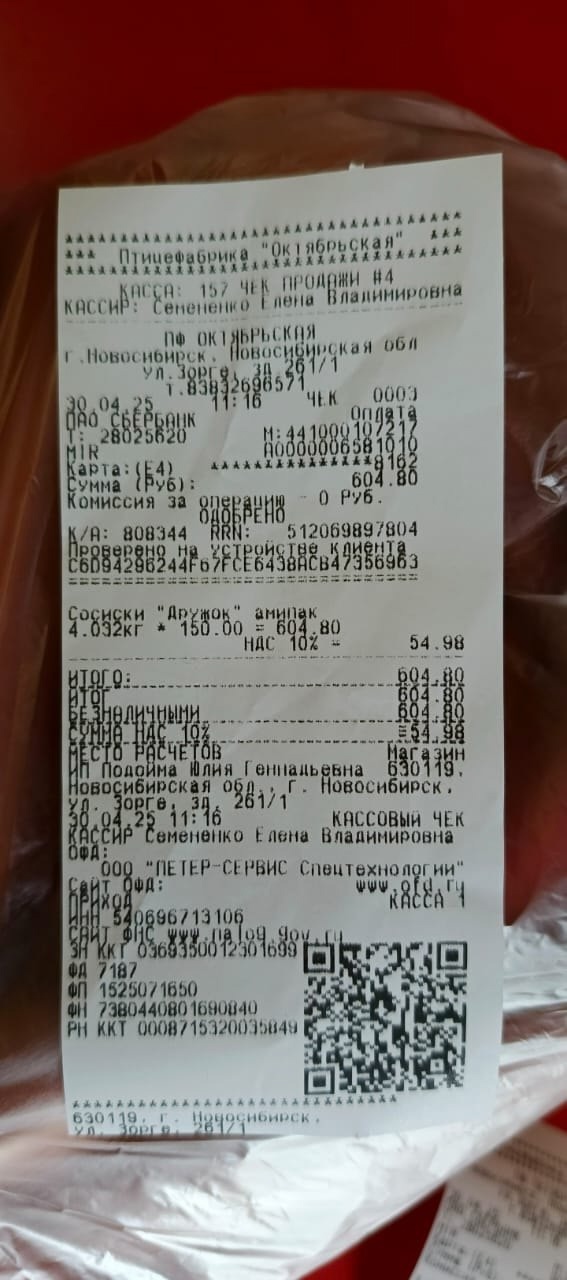 ***********************************
*** Птицефабрика "Октябрьская" ***
***********************************
КАССА: 157 ЧЕК ПРОДАЖИ #4
КАССИР: Семененко Елена Владимировна
ПФ ОКТЯБРЬСКАЯ
г.Новосибирск, Новосибирская обл
ул.Зорге, зд 261/1
т.83832696571
30.04.25 11:16 ЧЕК 0003
ПАО СБЕРБАНК Оплата
Т: 28025620 М:441000107217
MIR A0000006581010
Карта:(E4) ***************8162
Сумма (Руб): 604.80
Комиссия за операцию - 0 Руб.
ОДОБРЕНО
К/А: 808344 RRN: 512069897804
Проверено на устройстве клиента
C6D94296244F67FCE6438ACB47356963
===================================
Сосиски "Дружок" амипак
4.032кг * 150.00 = 604.80
НДС 10% = 54.98
ИТОГО: 604.80
ИТОГ 604.80
БЕЗНАЛИЧНЫМИ 604.80
СУММА НДС 10% =54.98
МЕСТО РАСЧЕТОВ Магазин
ИП Подойма Юлия Геннадьевна 630119,
Новосибирская обл., г. Новосибирск,
ул. Зорге, зд. 261/1
30.04.25 11:16 КАССОВЫЙ ЧЕК
КАССИР Семененко Елена Владимировна
ОФД:
ООО "ПЕТЕР-СЕРВИС Спецтехнологии"
Сайт ОФД: www.ofd.ru
ПРИХОД КАССА 1
ИНН 540696713106
САЙТ ФНС www.nalog.gov.ru
ЗН ККТ 0369350012301699
ФД 7187
ФП 1525071650
ФН 7380440801690840
РН ККТ 0008715320035849
******************************
630119, г. Новосибирск,
ул. Зорге, 261/1